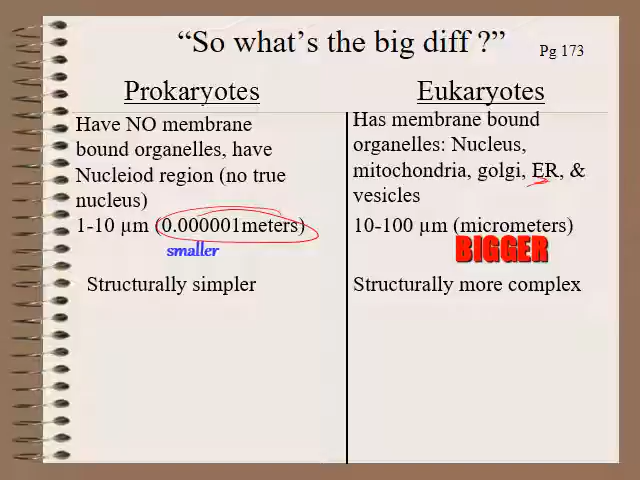 “So what’s the big diff ?”
Pg 173
Prokaryotes
Have NO membrane
bound organelles, have
Nucleiod region (no true
nucleus)
1-10 µm (0.000001meters)
smaller
Structurally simpler
Eukaryotes
Has membrane bound
organelles: Nucleus,
mitochondria, golgi, ER, &
vesicles
10-100 µm (micrometers)
BIGGER
Structurally more complex